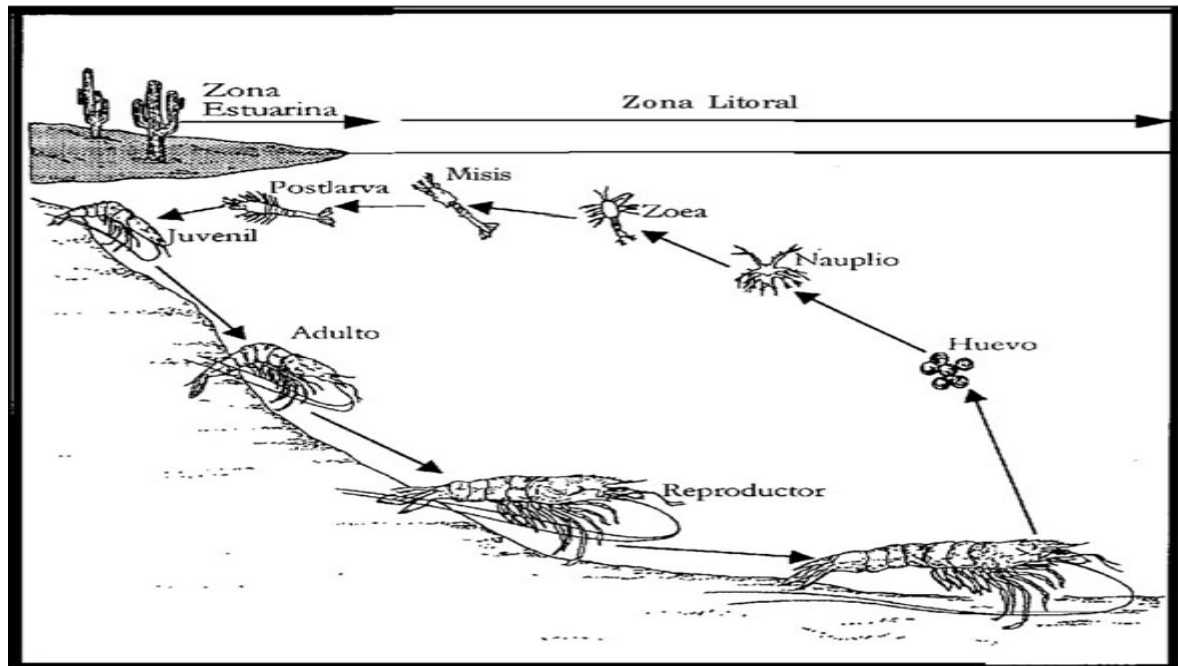 Zona
Estuarina
Zona Litoral
Misis
Postlarva
Zoea
Juvenil
Nauplio
Adulto
Huevo
Reproductor